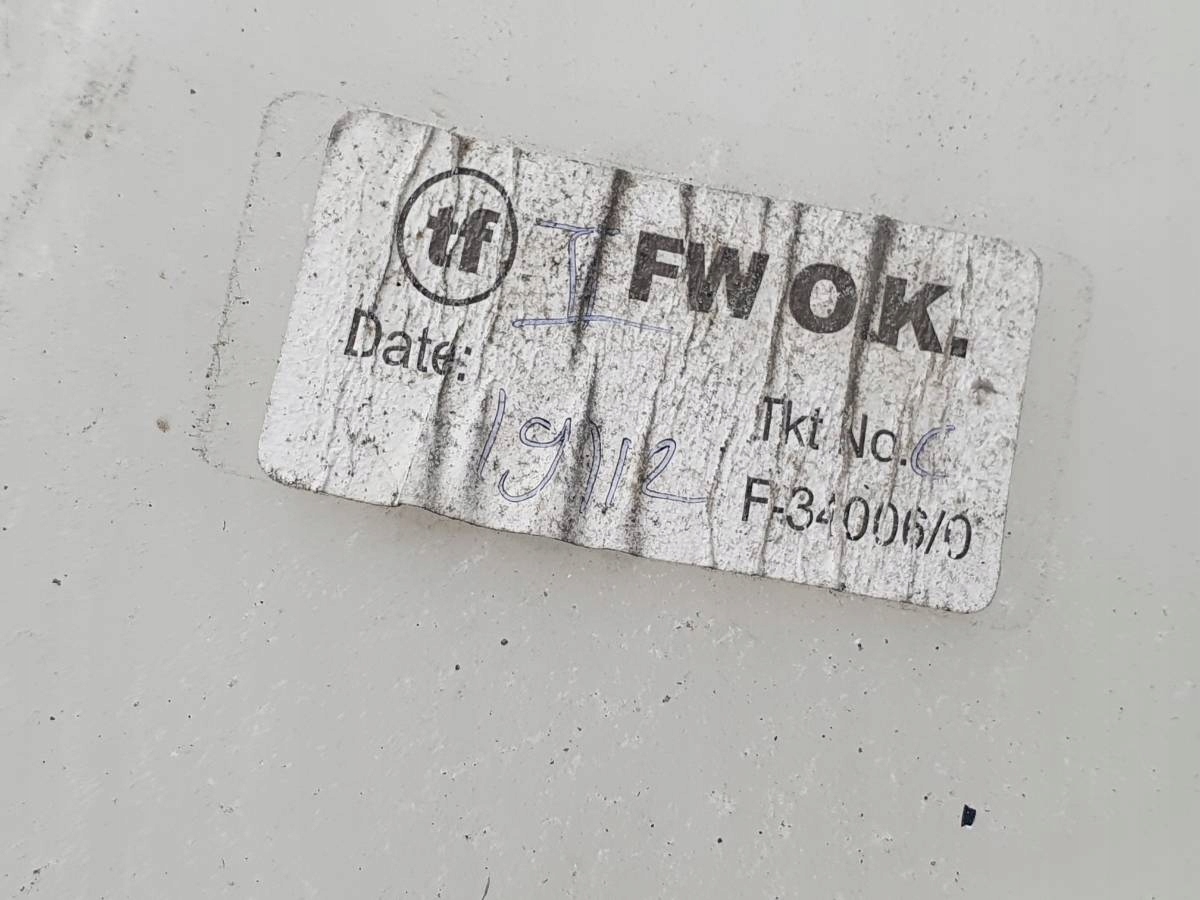 tf I FW OK.
Date:
19/12
Tkt No. C
F-34006/0